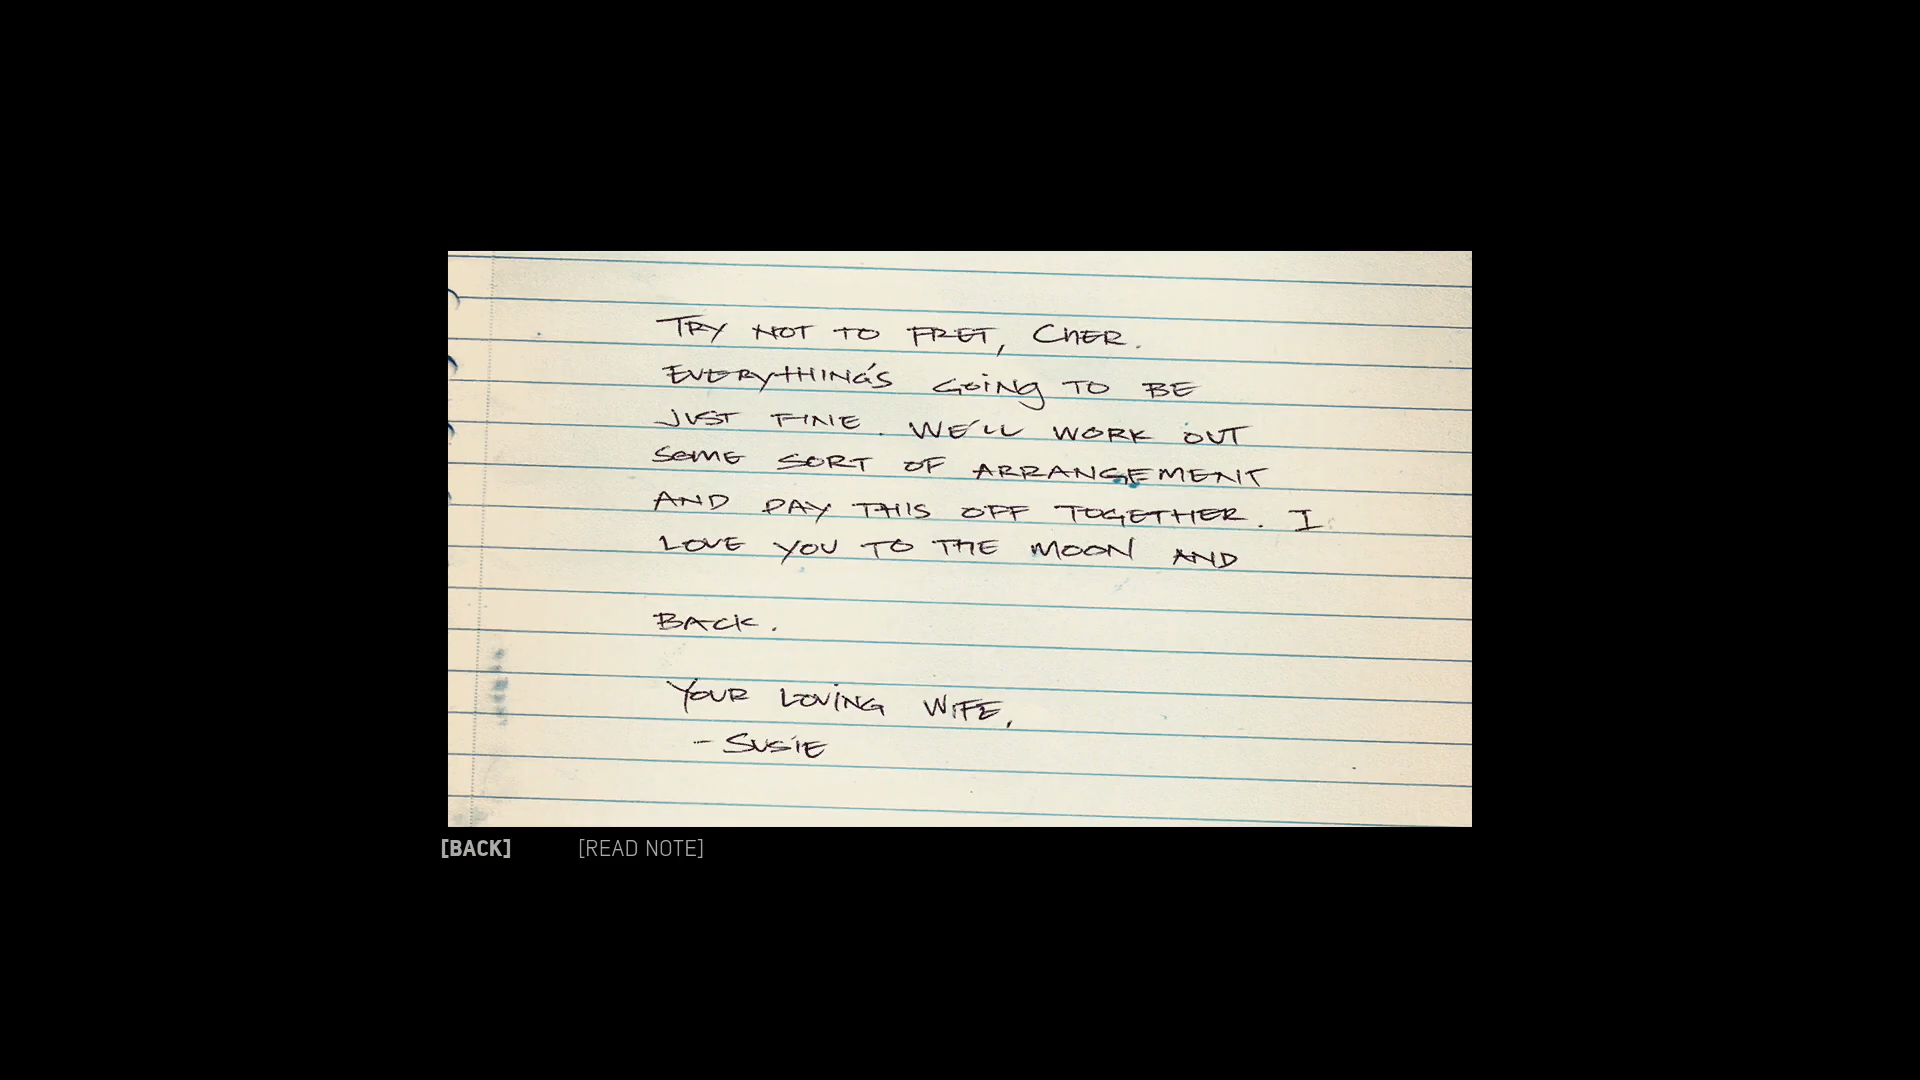 TRY NOT TO FRET, CHER.
EVERYTHING'S GOING TO BE
JUST FINE. WE'LL WORK OUT
SOME SORT OF ARRANGEMENT
AND PAY THIS OFF TOGETHER. I
LOVE YOU TO THE MOON AND
BACK.
YOUR LOVING WIFE,
- SUSIE
[BACK] [READ NOTE]